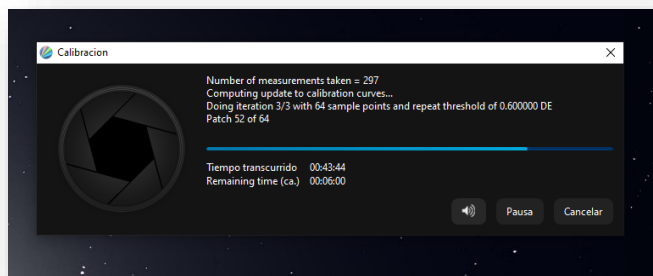 Calibracion
Number of measurements taken = 297
Computing update to calibration curves...
Doing iteration 3/3 with 64 sample points and repeat threshold of 0.600000 DE
Patch 52 of 64
Tiempo transcurrido 00:43:44
Remaining time (ca.) 00:06:00
Pausa Cancelar